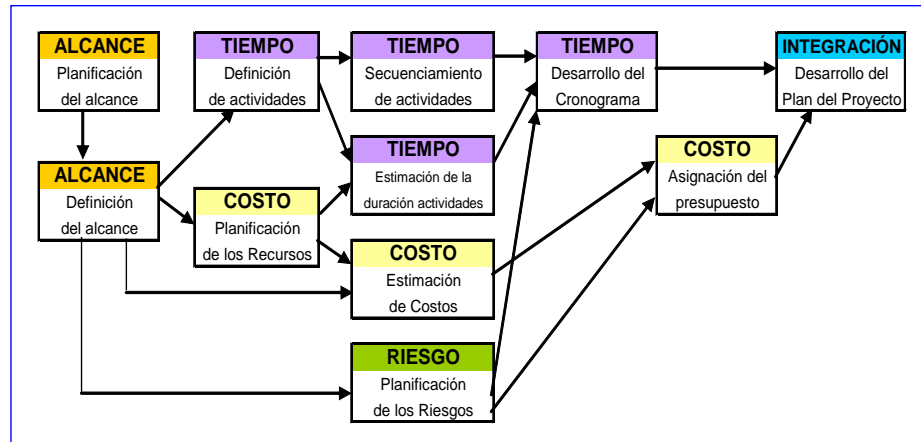 ALCANCE
Planificación
del alcance
TIEMPO
Definición
de actividades
TIEMPO
Secuenciamiento
de actividades
TIEMPO
Desarrollo del
Cronograma
INTEGRACIÓN
Desarrollo del
Plan del Proyecto
ALCANCE
Definición
del alcance
COSTO
Planificación
de los Recursos
TIEMPO
Estimación de la
duración actividades
COSTO
Asignación del
presupuesto
COSTO
Estimación
de Costos
RIESGO
Planificación
de los Riesgos